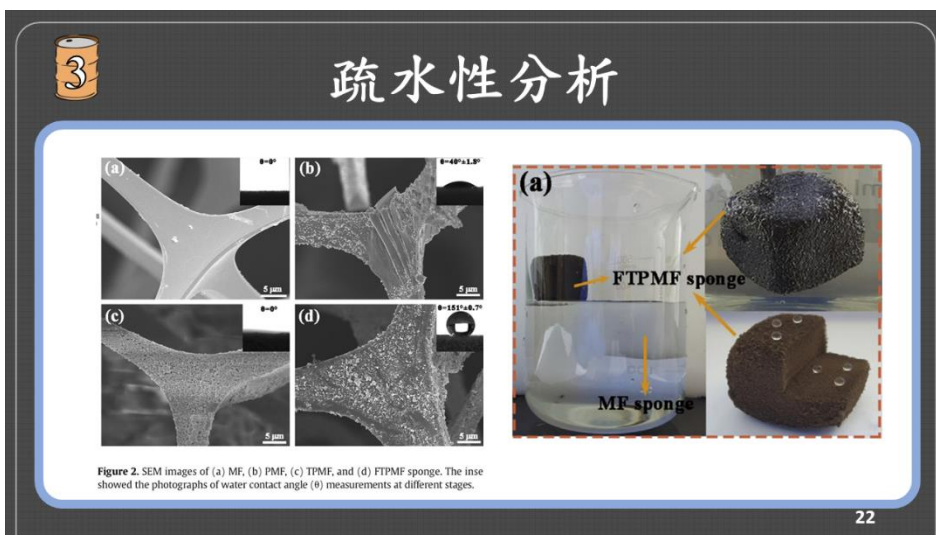 3
疏水性分析
(a)
θ=0°
5 μm
(b)
θ=40°±1.8°
5 μm
(c)
θ=0°
5 μm
(d)
θ=151°±0.7°
5 μm
Figure 2. SEM images of (a) MF, (b) PMF, (c) TPMF, and (d) FTPMF sponge. The inse
showed the photographs of water contact angle (θ) measurements at different stages.
(a)
FTPMF sponge
MF sponge
22